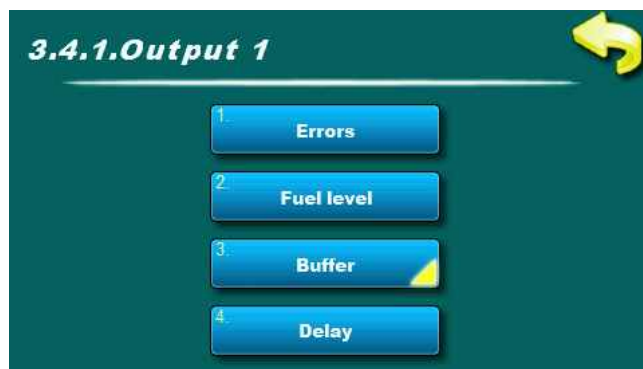 3.4.1.Output 1
1.
Errors
2.
Fuel level
3.
Buffer
4.
Delay